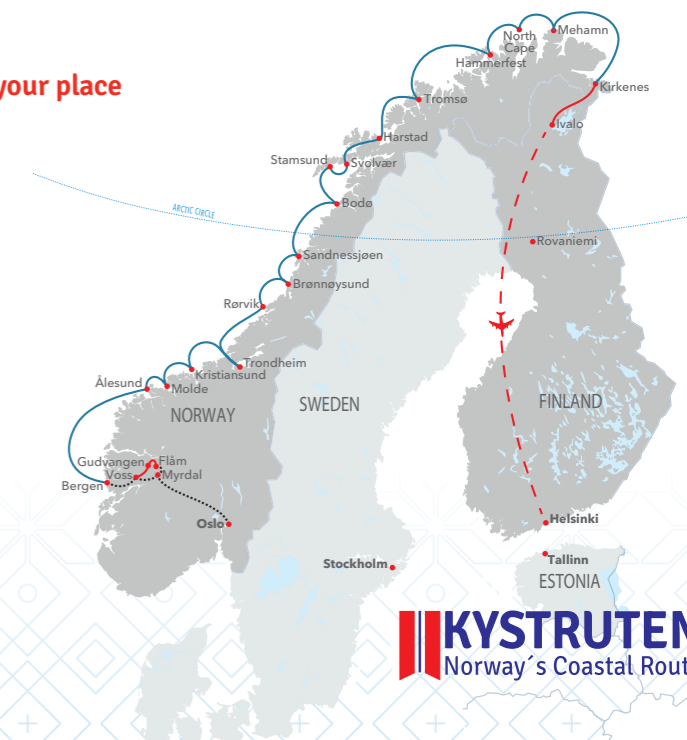 your place
North
Cape
Mehamn
Hammerfest
Kirkenes
Tromsø
Ivalo
Harstad
Stamsund
Svolvær
Bodø
ARCTIC CIRCLE
Rovaniemi
Sandnessjøen
Brønnøysund
Rørvik
Trondheim
Kristiansund
Ålesund
Molde
NORWAY
SWEDEN
FINLAND
Gudvangen
Flåm
Voss
Myrdal
Bergen
Oslo
Helsinki
Stockholm
Tallinn
ESTONIA
KYSTRUTEN
Norway´s Coastal Rout